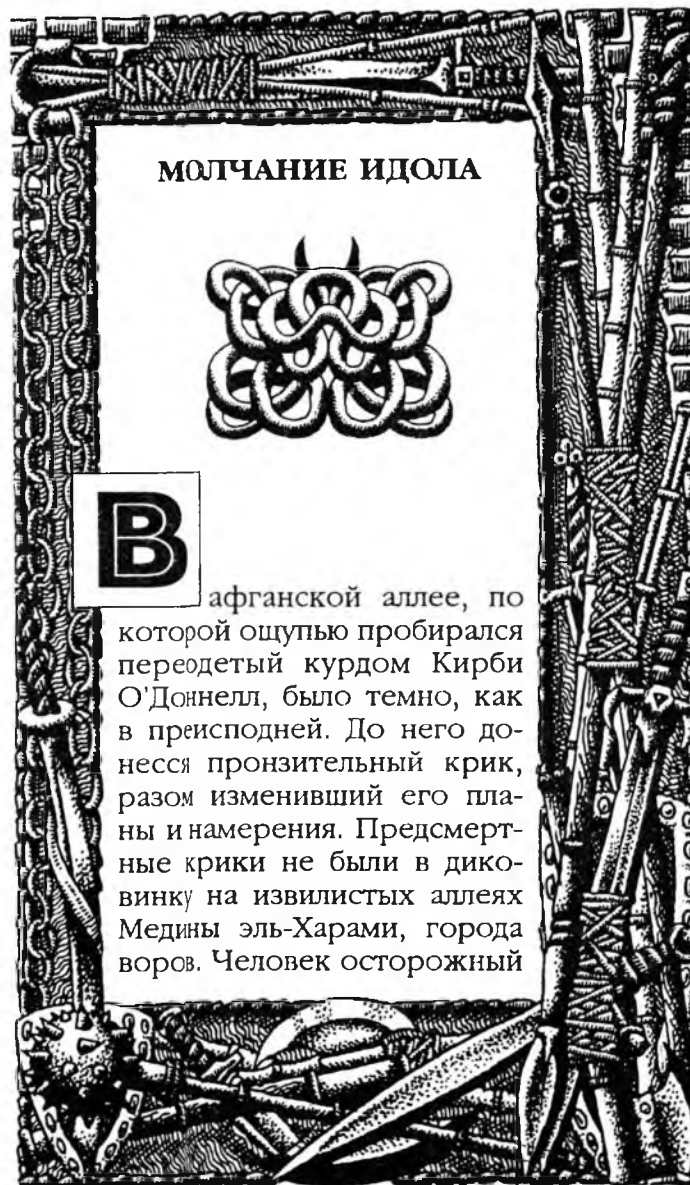 МОЛЧАНИЕ ИДОЛА
В афганской аллее, по
которой ощупью пробирался
переодетый курдом Кирби
О'Доннелл, было темно, как
в преисподней. До него до-
несся пронзительный крик,
разом изменивший его пла-
ны и намерения. Предсмерт-
ные крики не были в дико-
винку на извилистых аллеях
Медины эль-Харами, города
воров. Человек осторожный